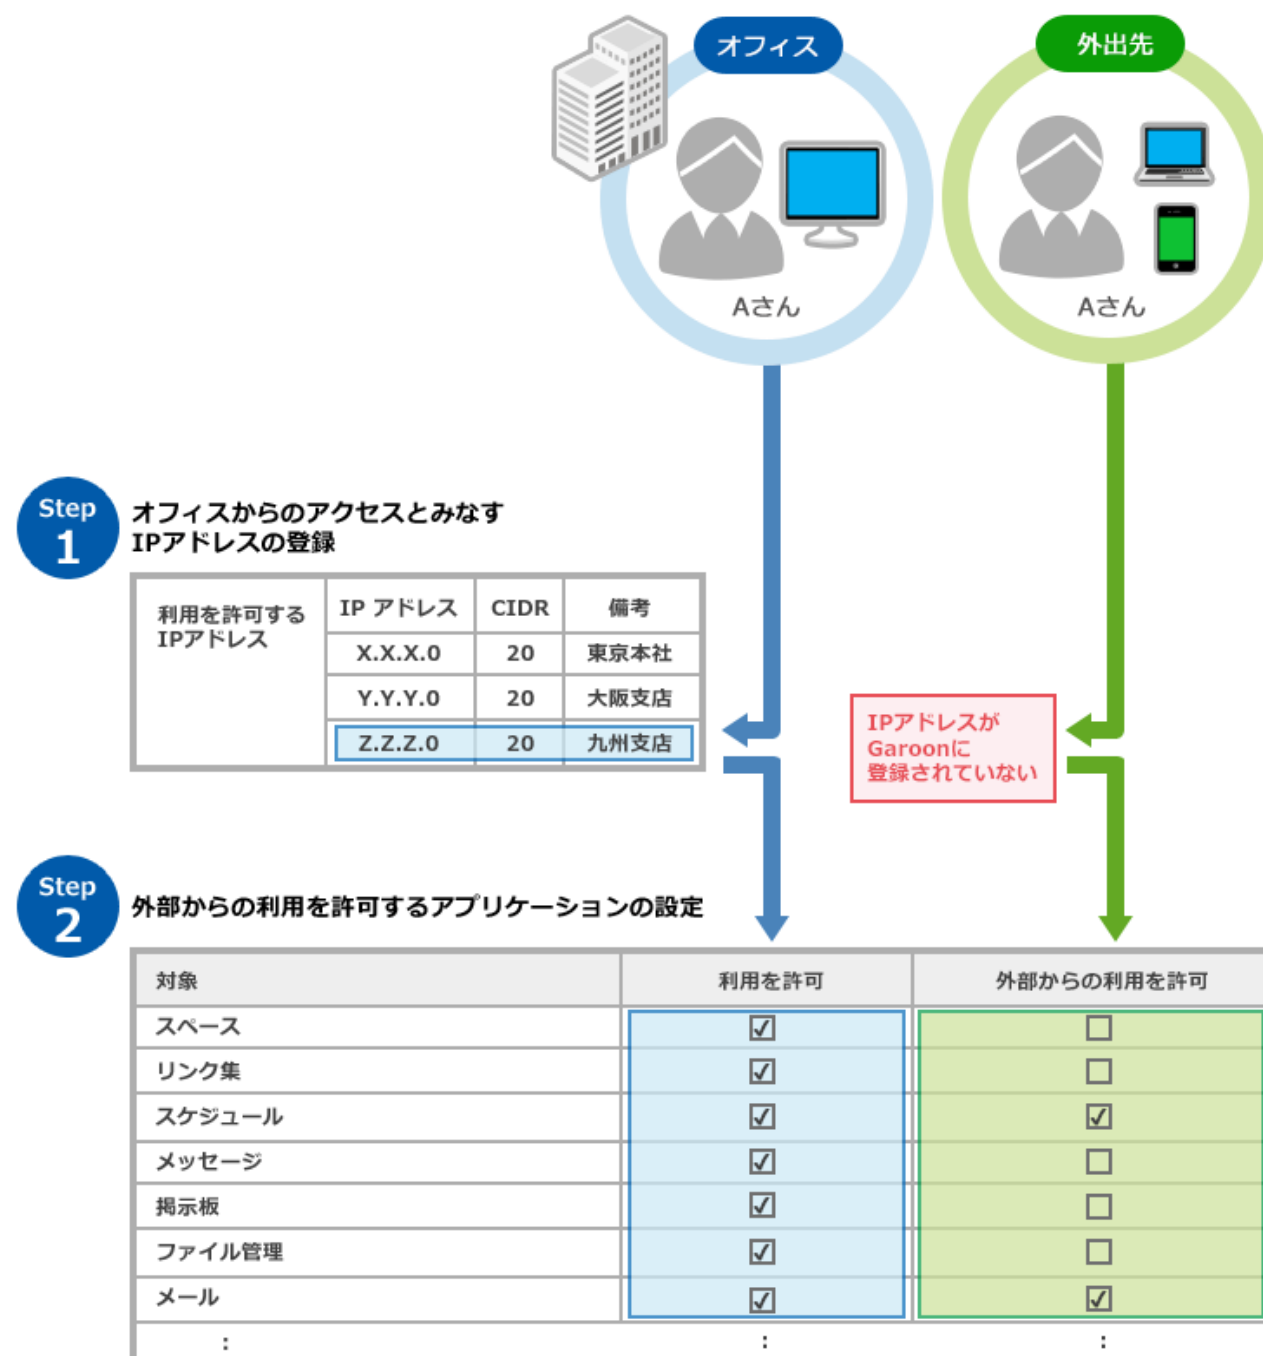 オフィス
外出先
Aさん
Aさん
Step
1
オフィスからのアクセスとみなす
IPアドレスの登録
利用を許可する
IPアドレス
IP アドレス CIDR 備考
X.X.X.0 20 東京本社
Y.Y.Y.0 20 大阪支店
Z.Z.Z.0 20 九州支店
IPアドレスが
Garoonに
登録されていない
Step
2
外部からの利用を許可するアプリケーションの設定
対象 利用を許可 外部からの利用を許可
スペース
リンク集
スケジュール
メッセージ
掲示板
ファイル管理
メール
: : :